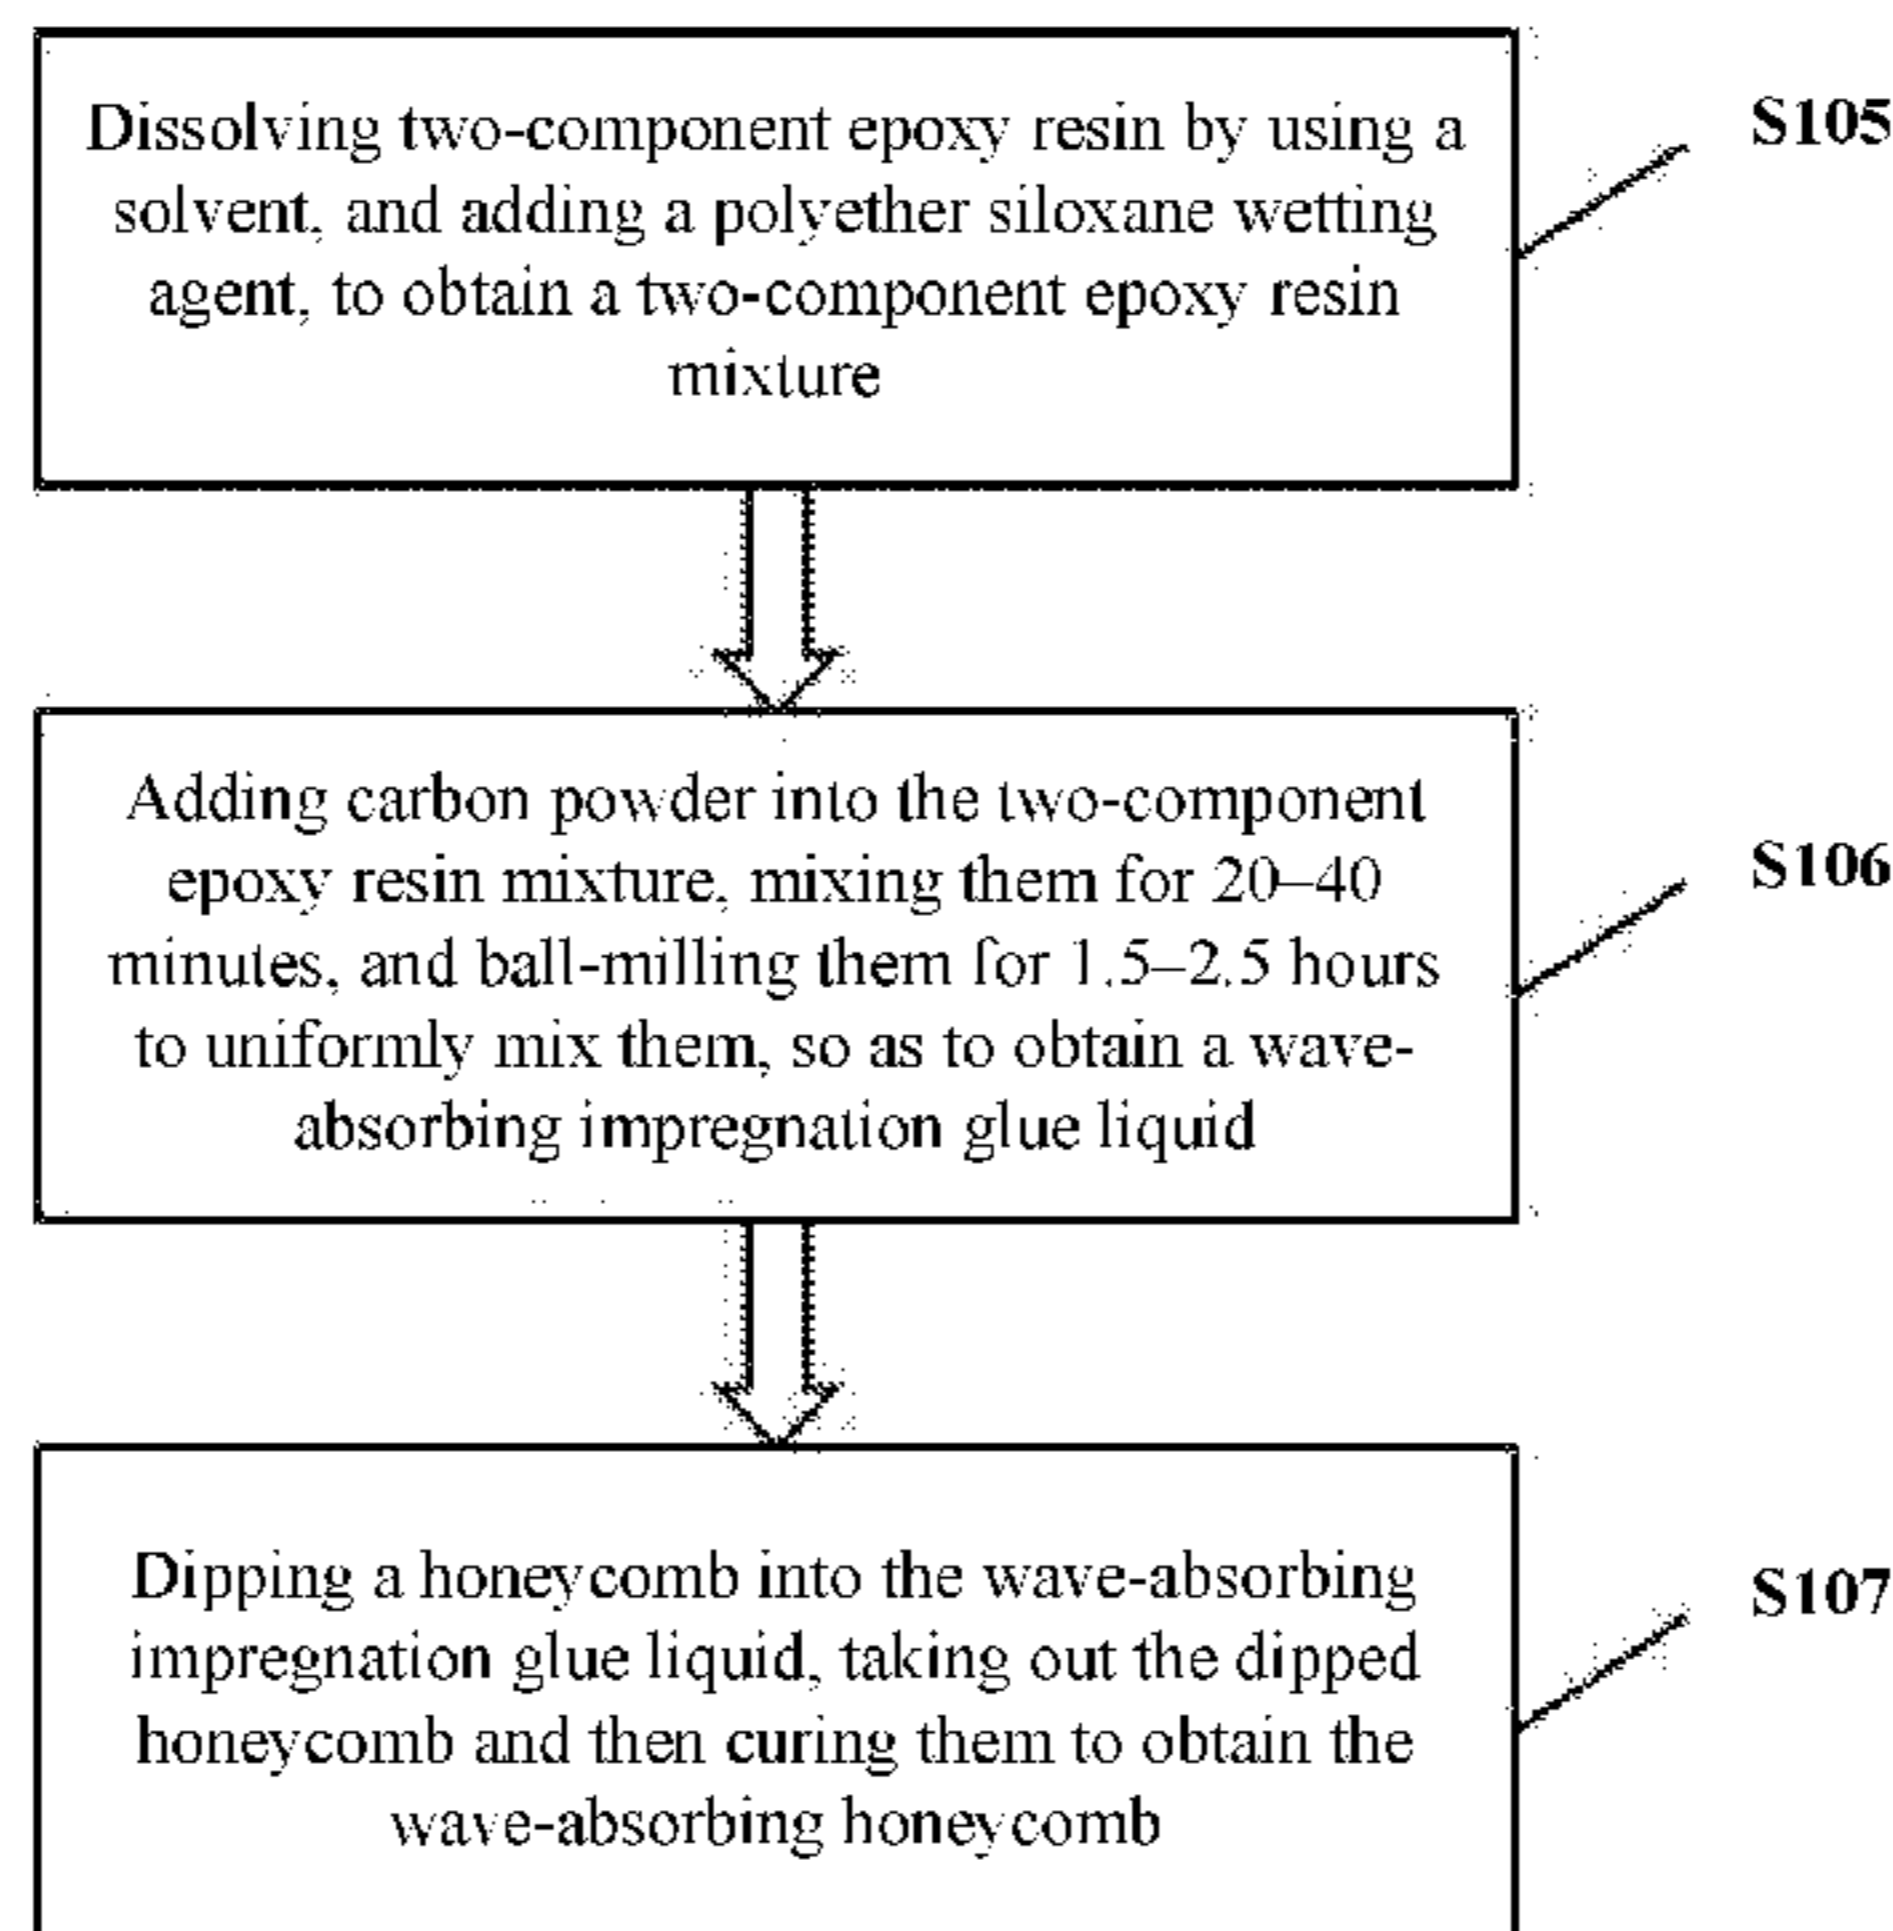 Dissolving two-component epoxy resin by using a
solvent, and adding a polyether siloxane wetting
agent, to obtain a two-component epoxy resin
mixture
S105
Adding carbon powder into the two-component
epoxy resin mixture, mixing them for 20–40
minutes, and ball-milling them for 1.5–2.5 hours
to uniformly mix them, so as to obtain a wave-
absorbing impregnation glue liquid
S106
Dipping a honeycomb into the wave-absorbing
impregnation glue liquid, taking out the dipped
honeycomb and then curing them to obtain the
wave-absorbing honeycomb
S107